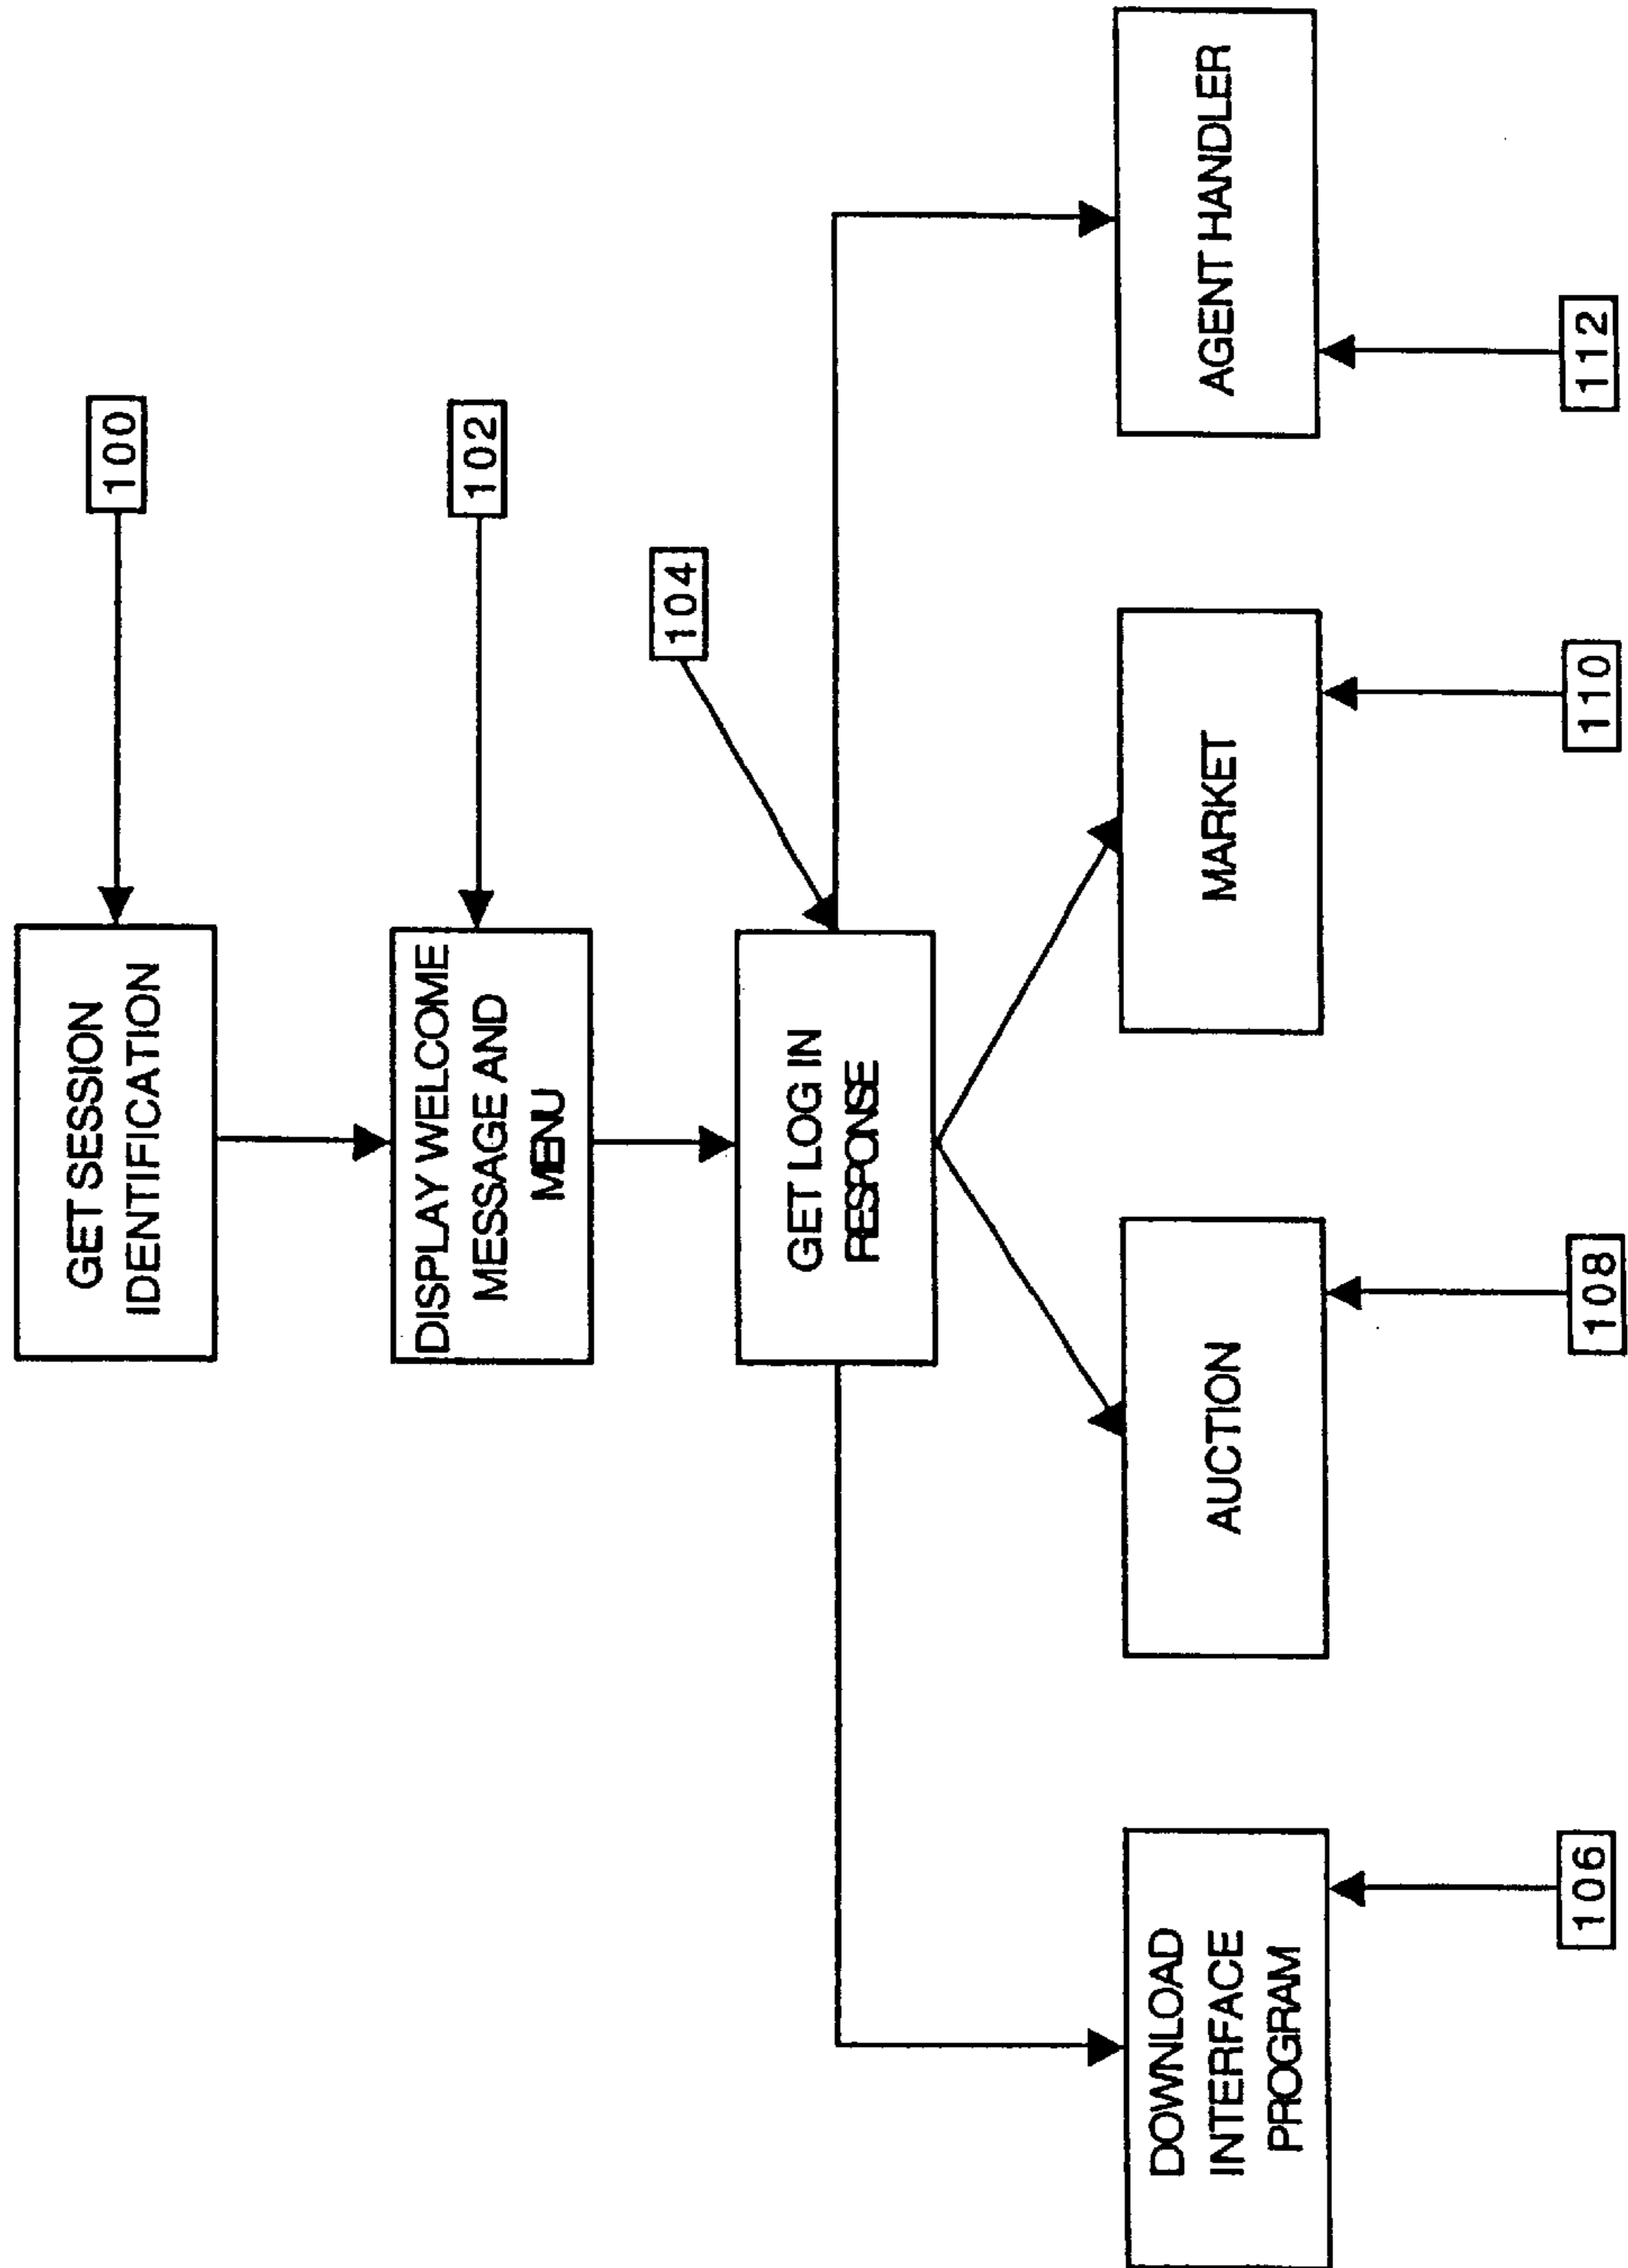 GET SESSION
IDENTIFICATION
100
DISPLAY WELCOME
MESSAGE AND
MENU
102
GET LOG IN
RESPONSE
104
DOWNLOAD
INTERFACE
PROGRAM
AUCTION
MARKET
AGENT HANDLER
106
108
110
112